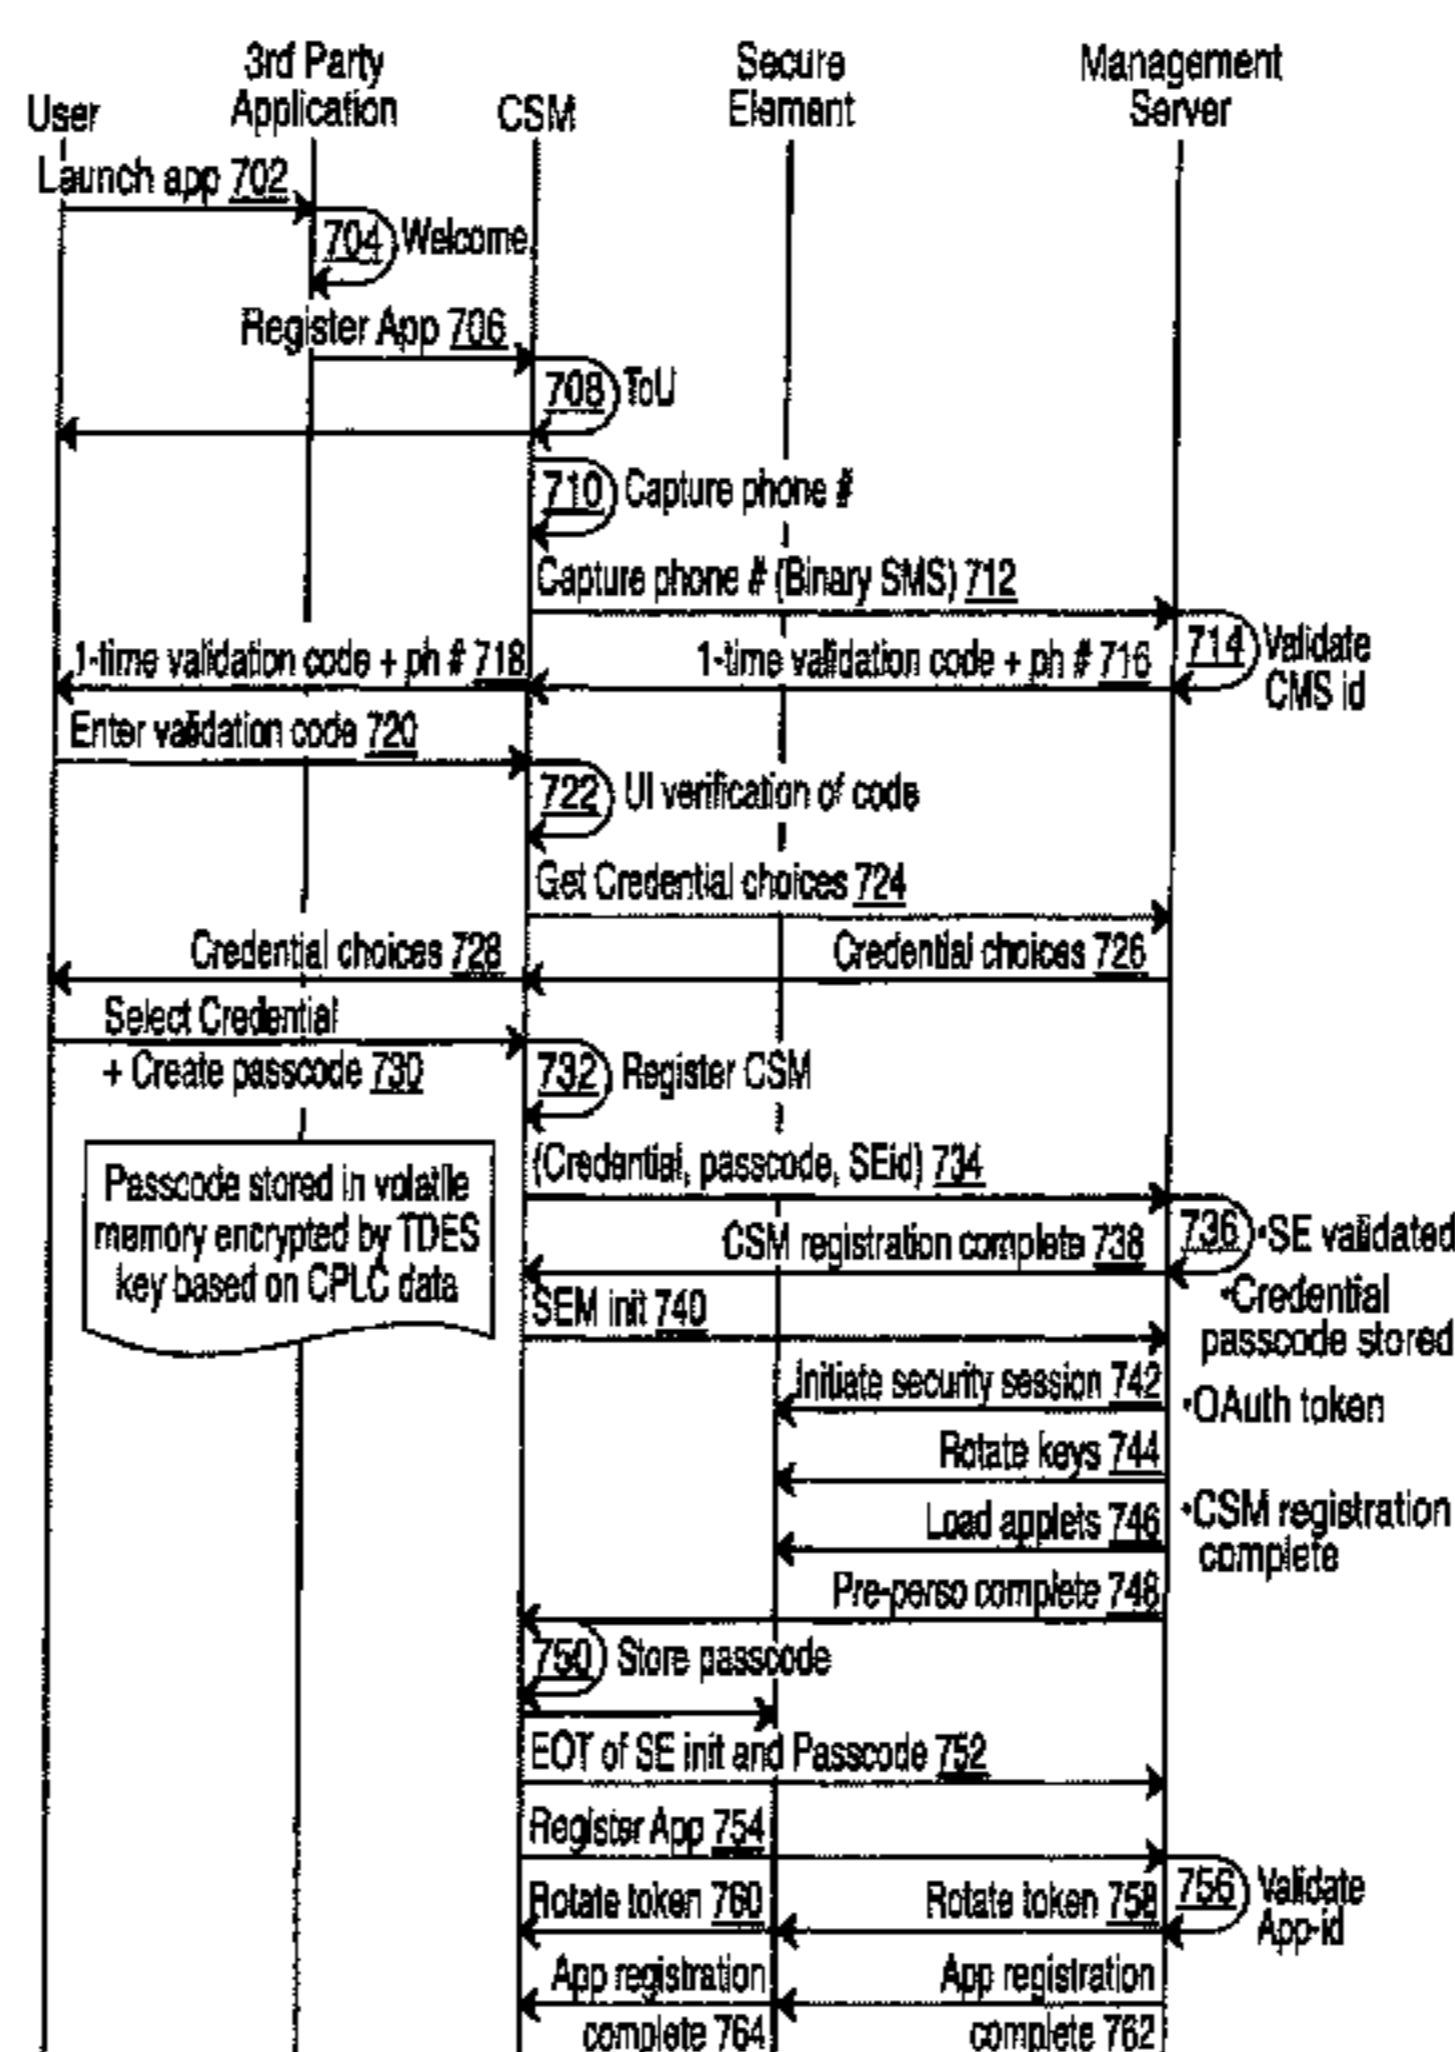 3rd Party
Secure
Management
User
Application
CSM
Element
Server
Launch app 702
704 Welcome
Register App 706
708 ToU
710 Capture phone #
Capture phone # (Binary SMS) 712
1-time validation code + ph # 718
1-time validation code + ph # 716
714 Validate
CMS id
Enter validation code 720
722 UI verification of code
Get Credential choices 724
Credential choices 728
Credential choices 726
Select Credential
+ Create passcode 730
732 Register CSM
Passcode stored in volatile
memory encrypted by TDES
key based on CPLC data
(Credential, passcode, SEid) 734
736 •SE validated
CSM registration complete 738
•Credential
passcode stored
SEM init 740
Initiate security session 742
•OAuth token
Rotate keys 744
Load applets 746
•CSM registration
complete
Pre-perso complete 748
750 Store passcode
EOT of SE init and Passcode 752
Register App 754
756 Validate
App-id
Rotate token 760
Rotate token 758
App registration
complete 764
App registration
complete 762